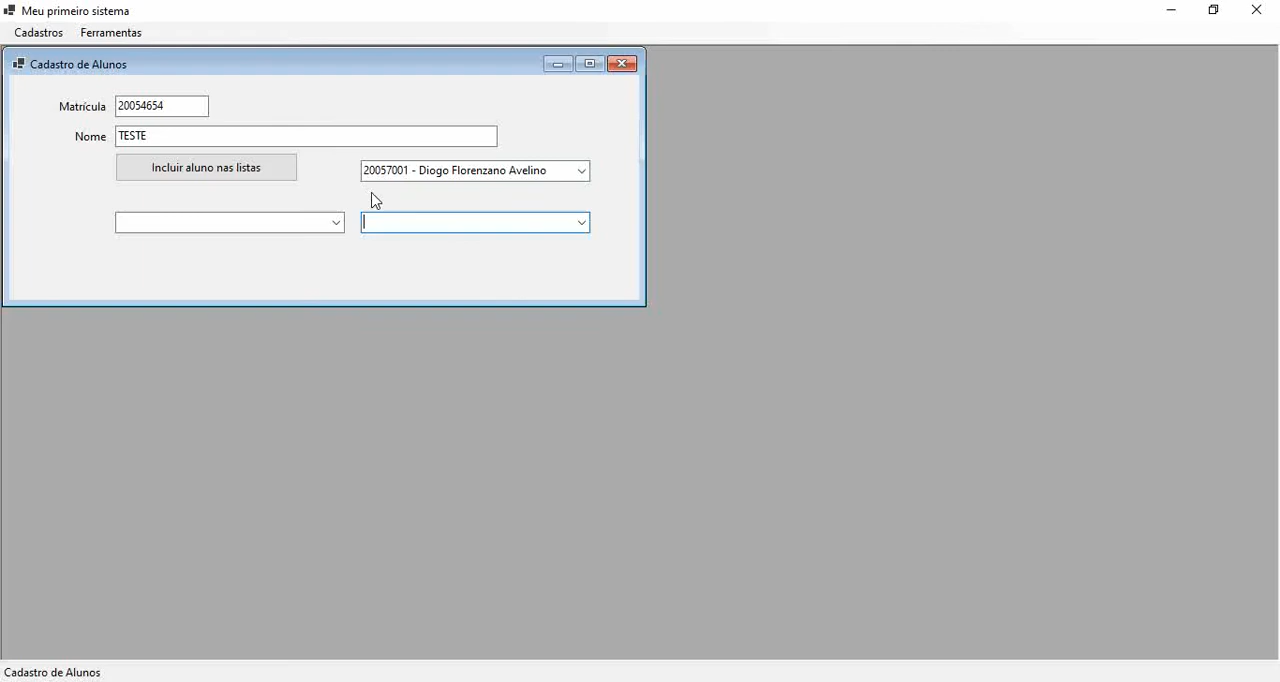 Meu primeiro sistema
Cadastros Ferramentas
Cadastro de Alunos
Matrícula 20054654
Nome TESTE
Incluir aluno nas listas 20057001 - Diogo Florenzano Avelino
Cadastro de Alunos